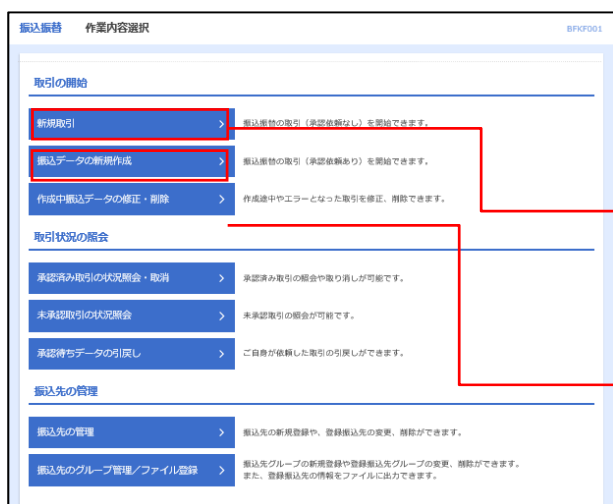 振込振替 作業内容選択 BFKF001
取引の開始
新規取引 振込振替の取引（承認依頼なし）を開始できます。
振込データの新規作成 振込振替の取引（承認依頼あり）を開始できます。
作成中振込データの修正・削除 作成途中やエラーとなった取引を修正、削除できます。
取引状況の照会
承認済み取引の状況照会・取消 承認済み取引の照会や取り消しが可能です。
未承認取引の状況照会 未承認取引の照会が可能です。
承認待ちデータの引戻し ご自身が依頼した取引の引戻しができます。
振込先の管理
振込先の管理 振込先の新規登録や、登録振込先の変更、削除ができます。
振込先のグループ管理／ファイル登録 振込先グループの新規登録や登録振込先グループの変更、削除ができます。
また、登録振込先の情報をファイルに出力できます。